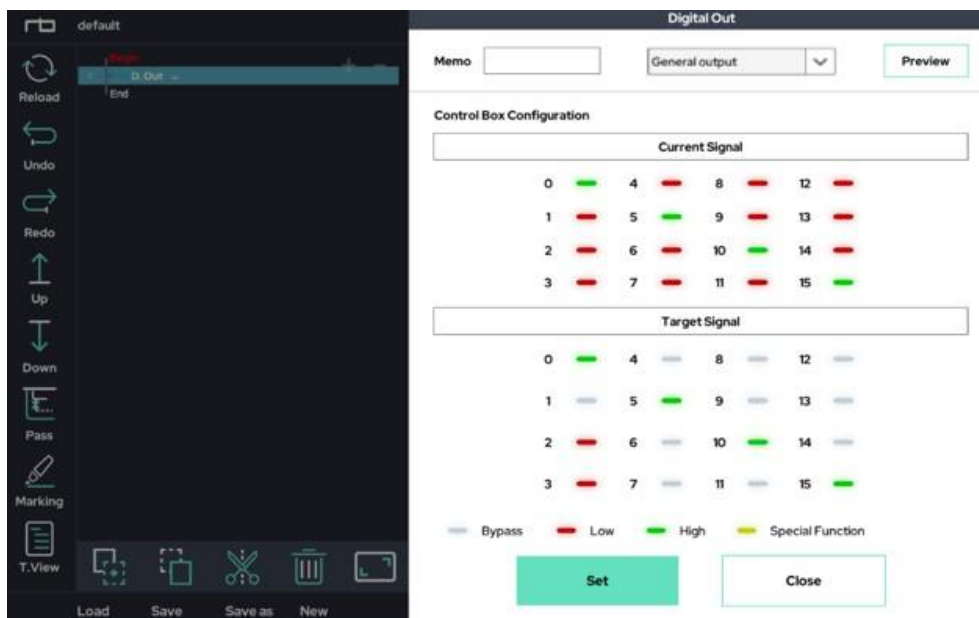 default
Digital Out
Reload
Undo
Redo
Up
Down
Pass
Marking
T.View
Begin
D. Out
End
Load Save Save as New
Memo General output Preview
Control Box Configuration
Current Signal
0 4 8 12
1 5 9 13
2 6 10 14
3 7 11 15
Target Signal
0 4 8 12
1 5 9 13
2 6 10 14
3 7 11 15
Bypass Low High Special Function
Set Close